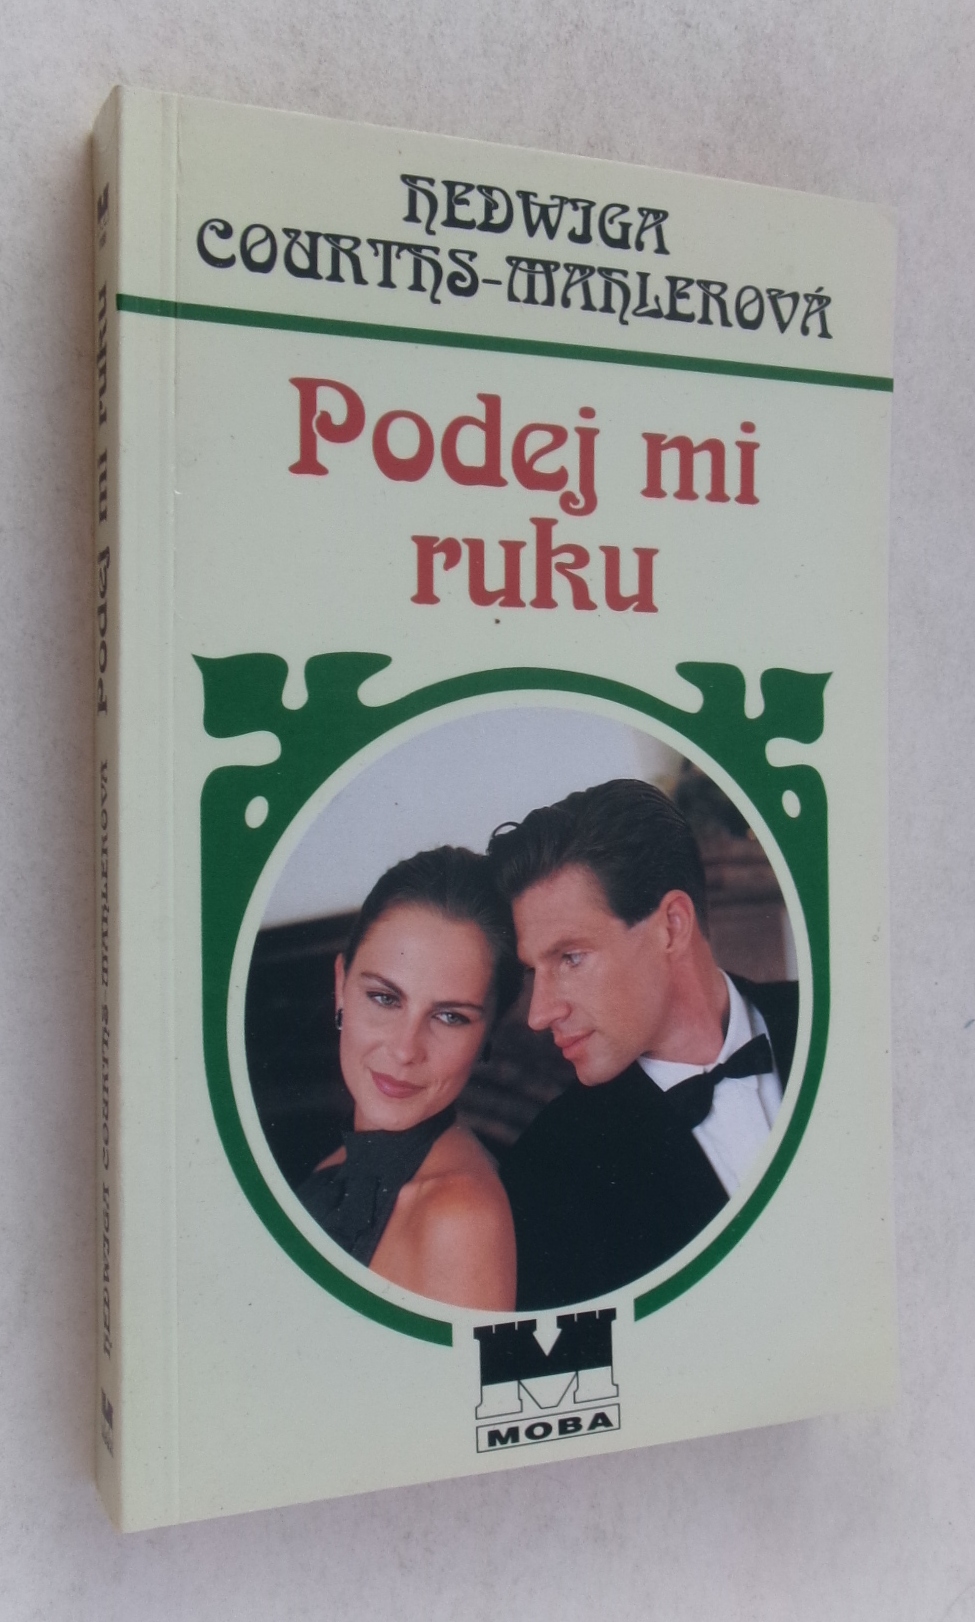 HEDWIGA
COURTHS-MAHLEROVÁ
Podej mi
ruku
MOBA
HEDWIGA COURTHS-MAHLEROVÁ Podej mi ruku